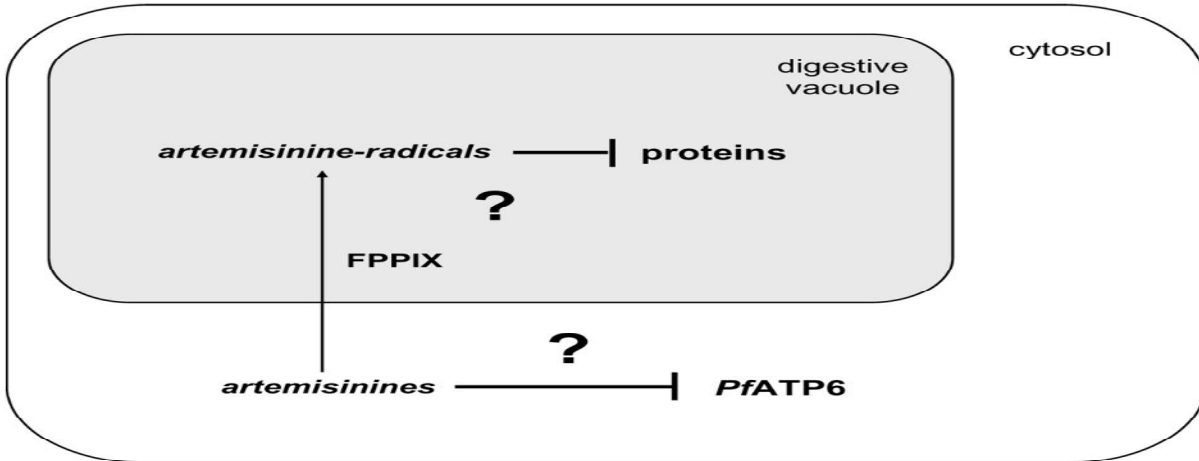 cytosol
digestive
vacuole
artemisinine-radicals proteins
?
FPPIX
?
artemisinines PfATP6